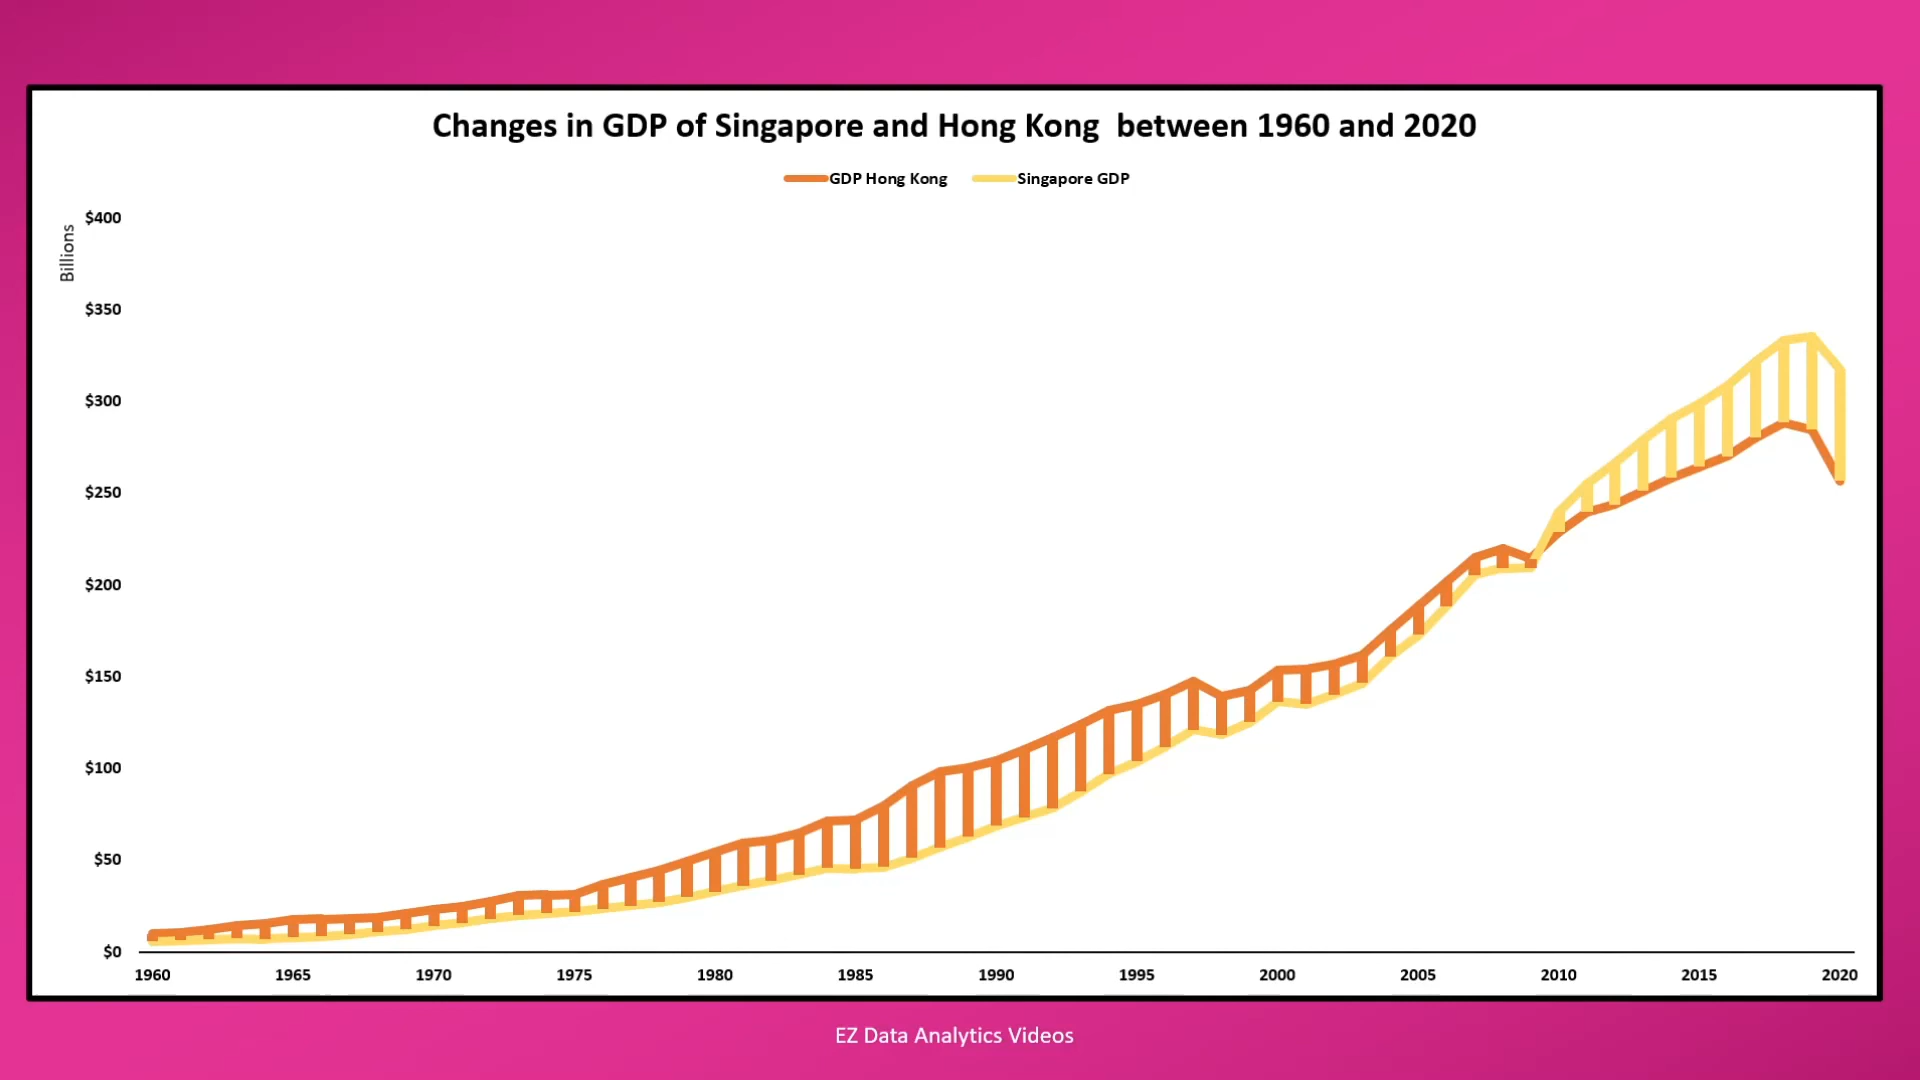 Changes in GDP of Singapore and Hong Kong  between 1960 and 2020
GDP Hong Kong
Singapore GDP
Billions
$400
$350
$300
$250
$200
$150
$100
$50
$0
1960 1965 1970 1975 1980 1985 1990 1995 2000 2005 2010 2015 2020
EZ Data Analytics Videos